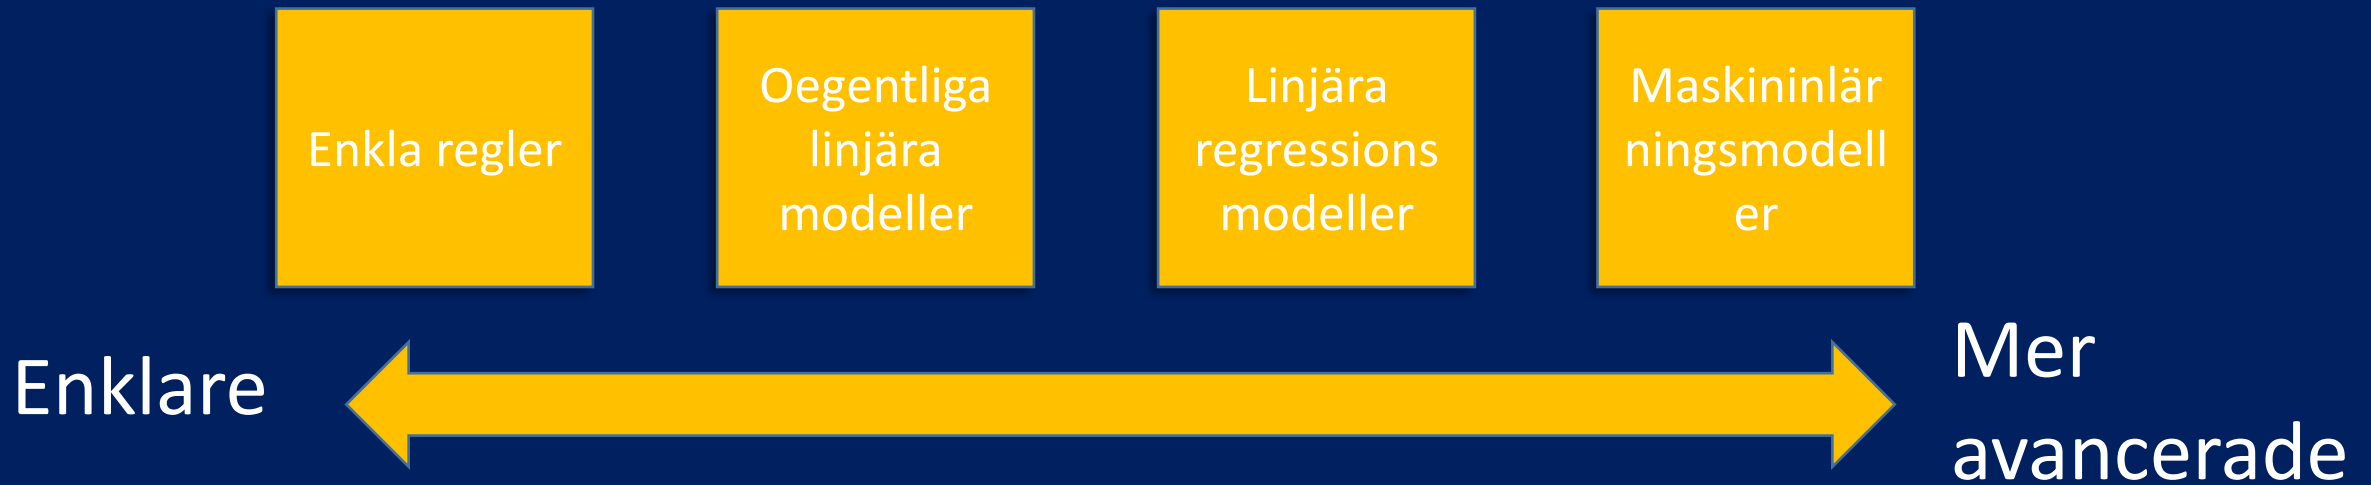 Enkla regler
Oegentliga
linjära
modeller
Linjära
regressions
modeller
Maskininlär
ningsmodell
er
Enklare
Mer
avancerade